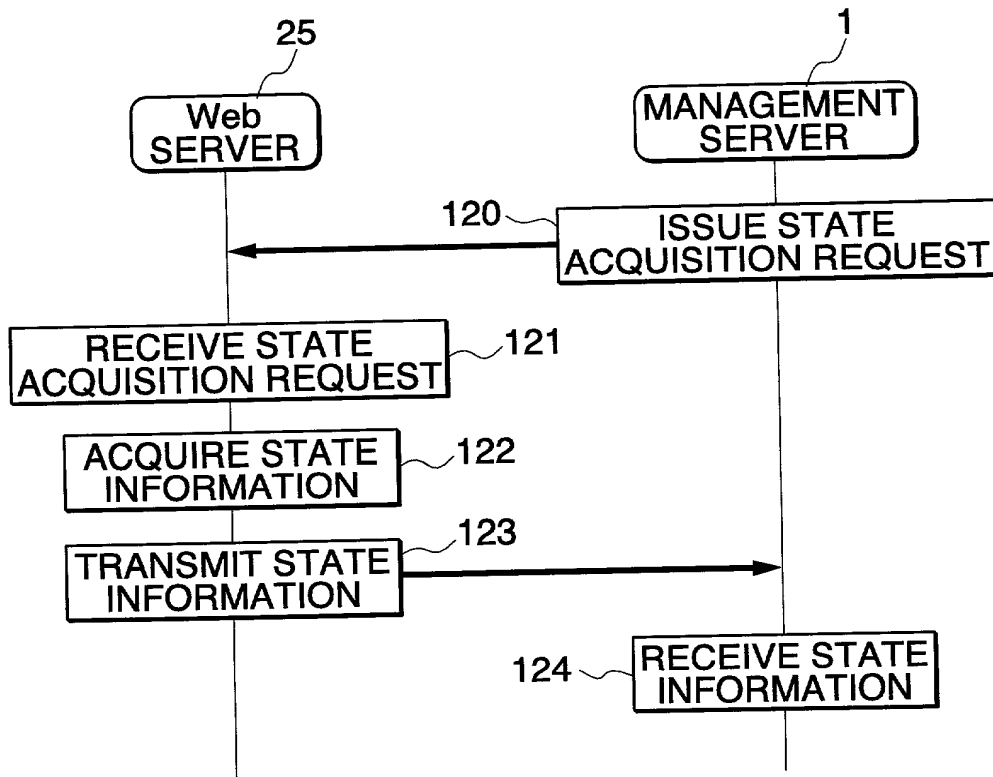 25
1
Web
SERVER
MANAGEMENT
SERVER
120
ISSUE STATE
ACQUISITION REQUEST
RECEIVE STATE
ACQUISITION REQUEST
121
ACQUIRE STATE
INFORMATION
122
TRANSMIT STATE
INFORMATION
123
124
RECEIVE STATE
INFORMATION